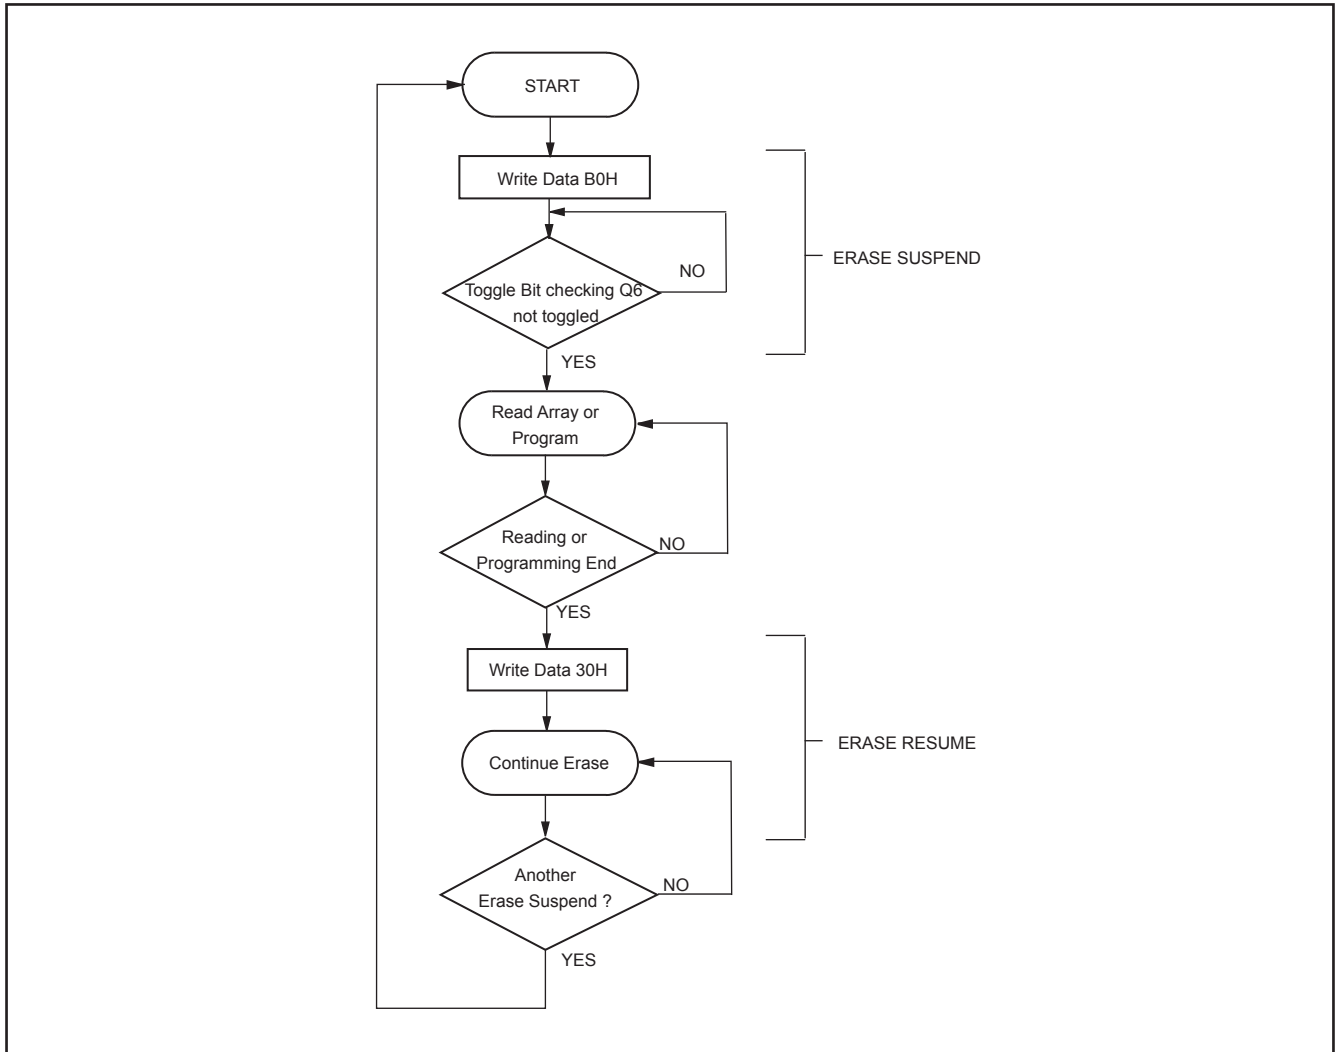 START
Write Data B0H
ERASE SUSPEND
NO
Toggle Bit checking Q6
not toggled
YES
Read Array or
Program
Reading or
Programming End
NO
YES
Write Data 30H
ERASE RESUME
Continue Erase
Another
Erase Suspend ?
NO
YES